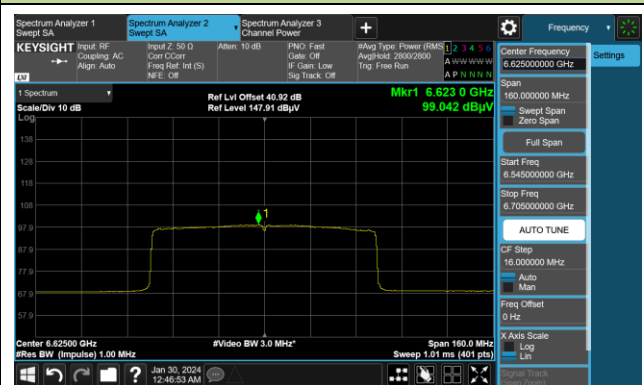 Spectrum Analyzer 1
Swept SA
Spectrum Analyzer 2
Swept SA
Spectrum Analyzer 3
Channel Power
Frequency
KEYSIGHT
LXI
Input: RF
Coupling: AC
Align: Auto
Input Z: 50 Ω
Corr CCorr
Freq Ref: Int (S)
NFE: Off
Atten: 10 dB
PNO: Fast
Gate: Off
IF Gain: Low
Sig Track: Off
#Avg Type: Power (RMS
Avg|Hold: 2800/2800
Trig: Free Run
1 2 3 4 5 6
A W W W W W
A P N N N N
1 Spectrum
Scale/Div 10 dB
Log
Ref Lvl Offset 40.92 dB
Ref Level 147.91 dBµV
Mkr1 6.623 0 GHz
99.042 dBµV
138
128
118
108
97.9
87.9
77.9
67.9
57.9
1
Center 6.62500 GHz
#Res BW (Impulse) 1.00 MHz
#Video BW 3.0 MHz*
Span 160.0 MHz
Sweep 1.01 ms (401 pts)
Center Frequency
6.625000000 GHz
Span
160.000000 MHz
Swept Span
Zero Span
Full Span
Start Freq
6.545000000 GHz
Stop Freq
6.705000000 GHz
AUTO TUNE
CF Step
16.000000 MHz
Auto
Man
Freq Offset
0 Hz
X Axis Scale
Log
Lin
Signal Track
(Span Zoom)
Settings
Jan 30, 2024
12:46:53 AM